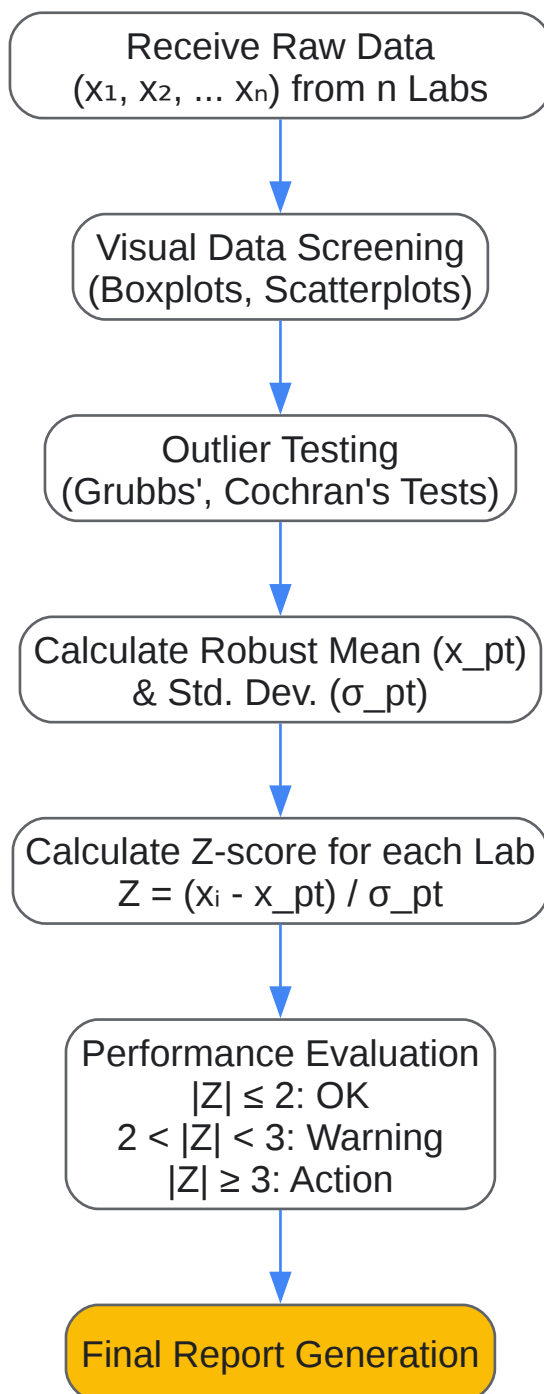 Receive Raw Data
(x₁, x₂, ... xₙ) from n Labs
Visual Data Screening
(Boxplots, Scatterplots)
Outlier Testing
(Grubbs', Cochran's Tests)
Calculate Robust Mean (x_pt)
& Std. Dev. (σ_pt)
Calculate Z-score for each Lab
Z = (xᵢ - x_pt) / σ_pt
Performance Evaluation
|Z| ≤ 2: OK
2 < |Z| < 3: Warning
|Z| ≥ 3: Action
Final Report Generation